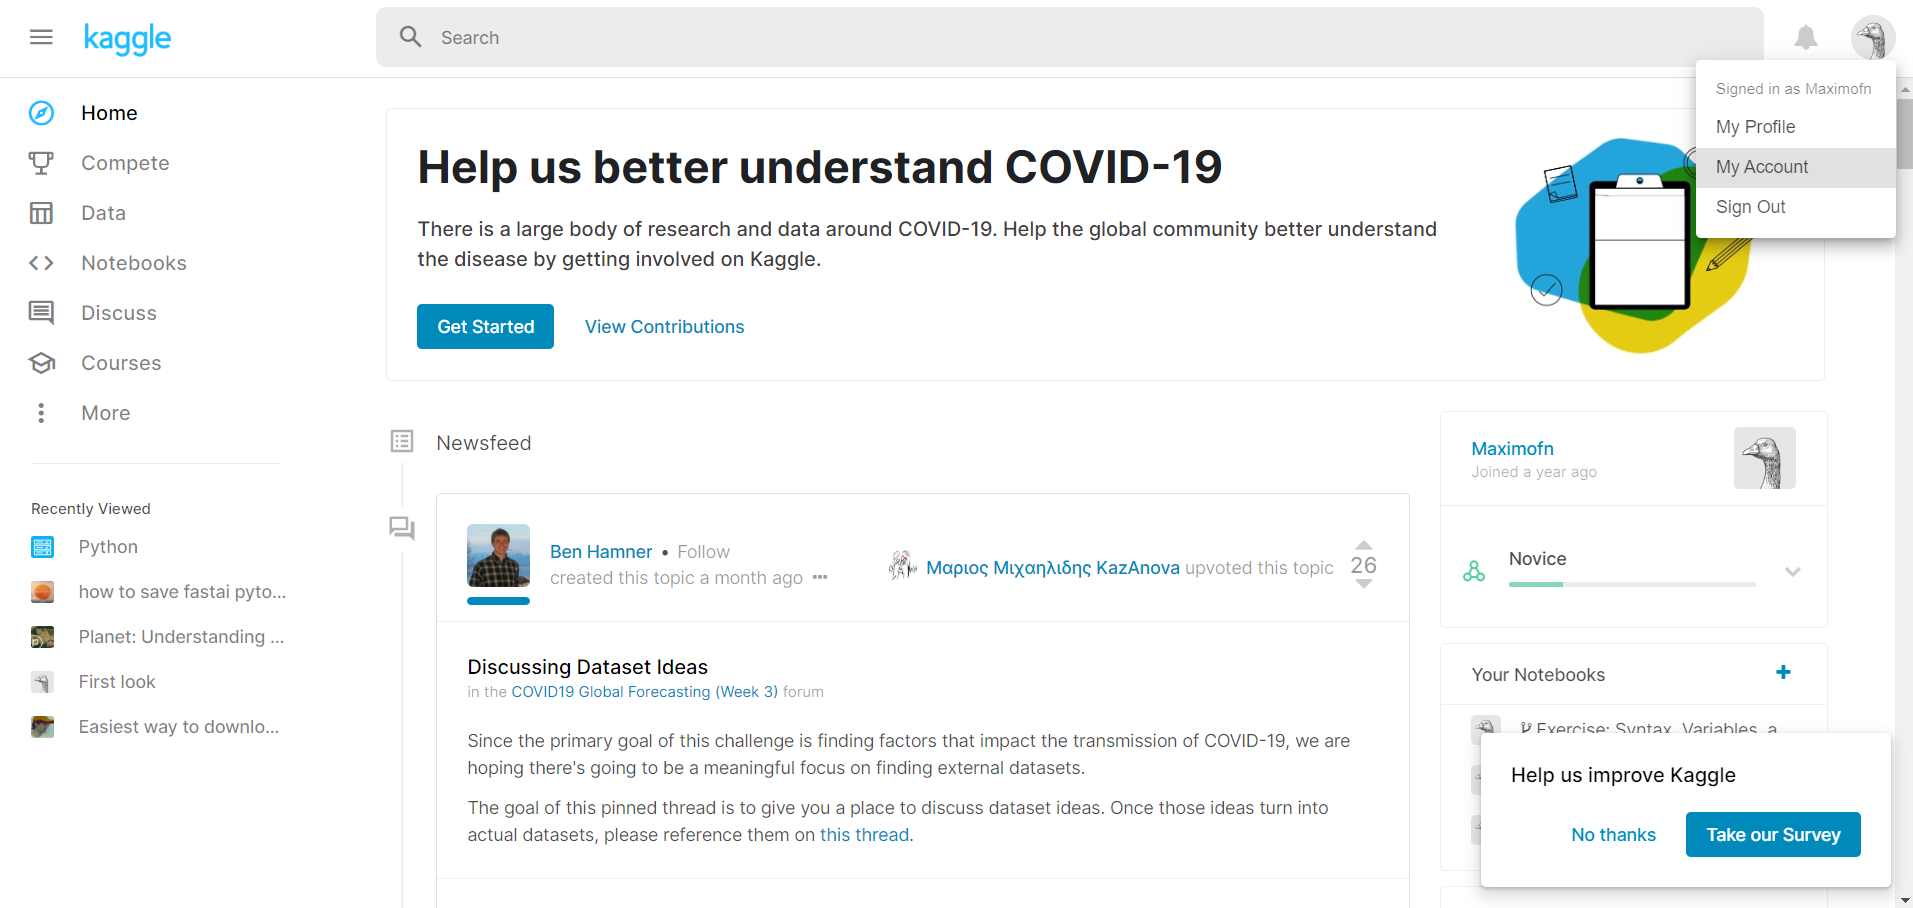 kaggle
Search
Signed in as Maximofn
My Profile
My Account
Sign Out
Home
Compete
Data
Notebooks
Discuss
Courses
More
Recently Viewed
Python
how to save fastai pyto...
Planet: Understanding ...
First look
Easiest way to downlo...
Help us better understand COVID-19
There is a large body of research and data around COVID-19. Help the global community better understand
the disease by getting involved on Kaggle.
Get Started
View Contributions
Newsfeed
Ben Hamner • Follow
created this topic a month ago •••
Μαριος Μιχαηλιδης KazAnova upvoted this topic
26
Discussing Dataset Ideas
in the COVID19 Global Forecasting (Week 3) forum
Since the primary goal of this challenge is finding factors that impact the transmission of COVID-19, we are
hoping there's going to be a meaningful focus on finding external datasets.
The goal of this pinned thread is to give you a place to discuss dataset ideas. Once those ideas turn into
actual datasets, please reference them on this thread.
Maximofn
Joined a year ago
Novice
Your Notebooks
Exercise: Syntax, Variables, a
Help us improve Kaggle
No thanks
Take our Survey